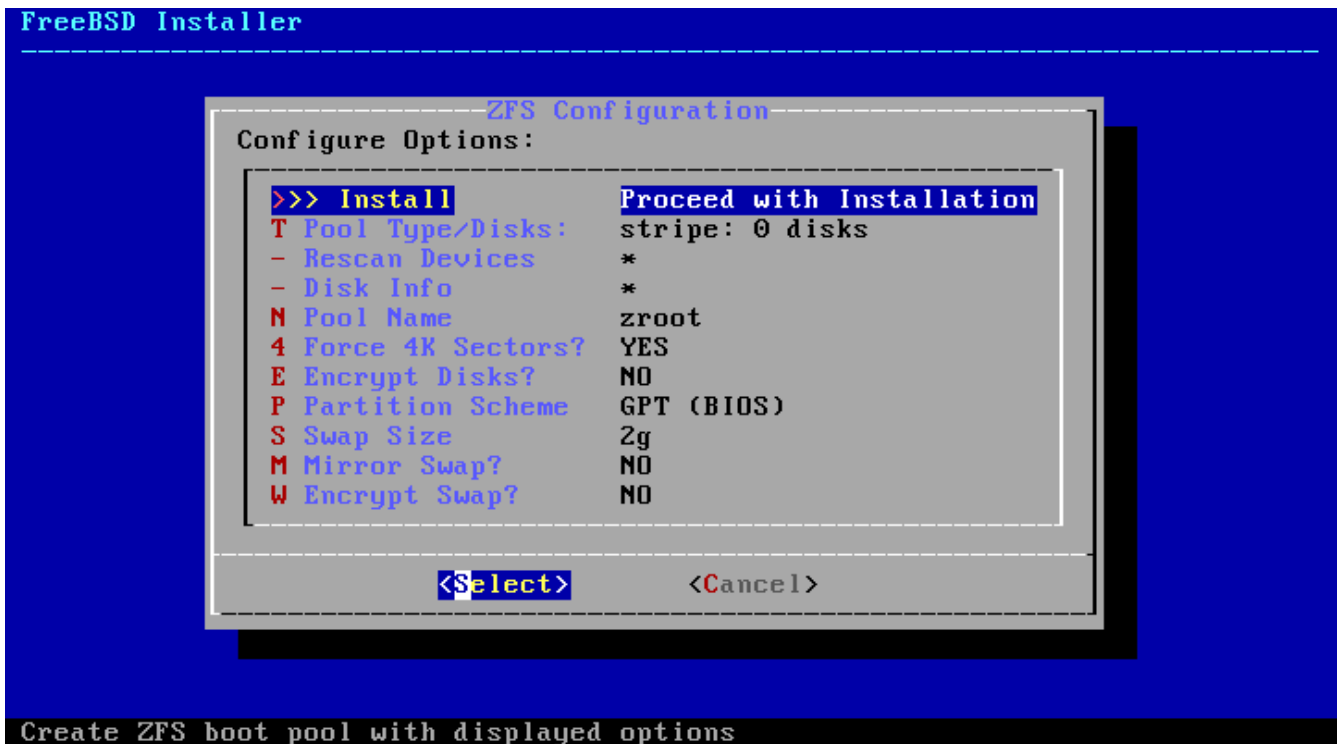 FreeBSD Installer
ZFS Configuration
Configure Options:
>>> Install Proceed with Installation
T Pool Type/Disks: stripe: 0 disks
- Rescan Devices *
- Disk Info *
N Pool Name zroot
4 Force 4K Sectors? YES
E Encrypt Disks? NO
P Partition Scheme GPT (BIOS)
S Swap Size 2g
M Mirror Swap? NO
W Encrypt Swap? NO
<Select> <Cancel>
Create ZFS boot pool with displayed options